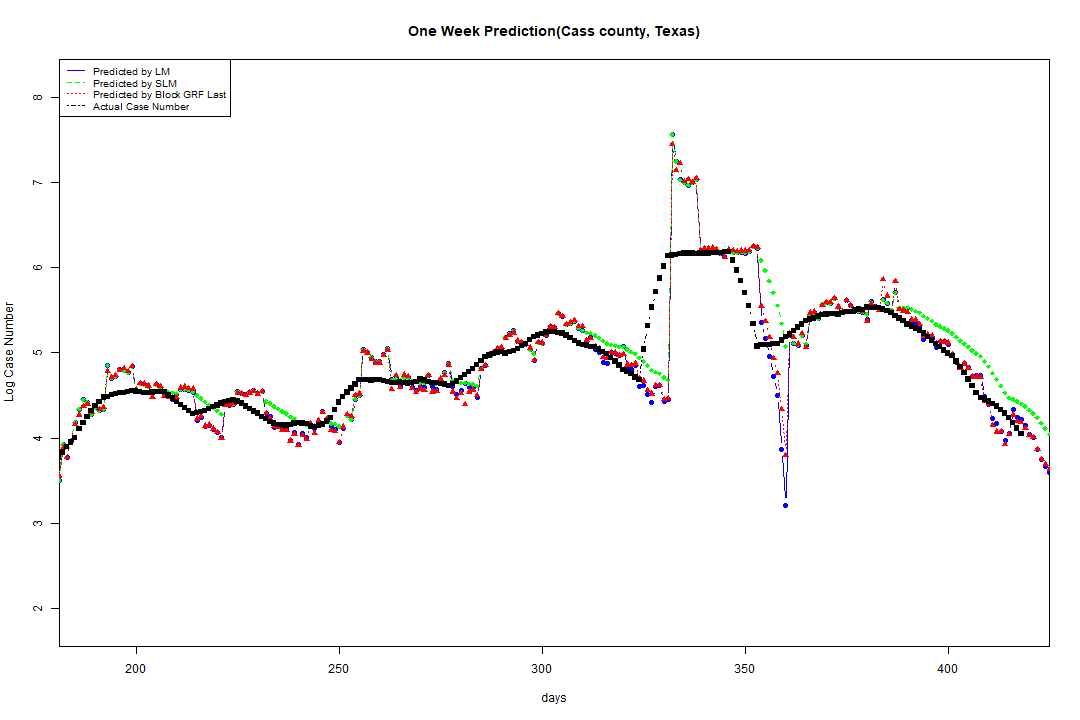 One Week Prediction(Cass county, Texas)
Predicted by LM
Predicted by SLM
Predicted by Block GRF Last
Actual Case Number
8
7
6
5
4
3
2
Log Case Number
200 250 300 350 400
days